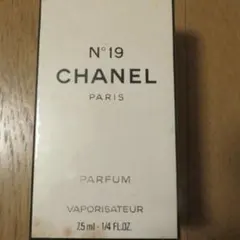 N°19
CHANEL
PARIS
PARFUM
VAPORISATEUR
7.5 ml - 1/4 FL.OZ.